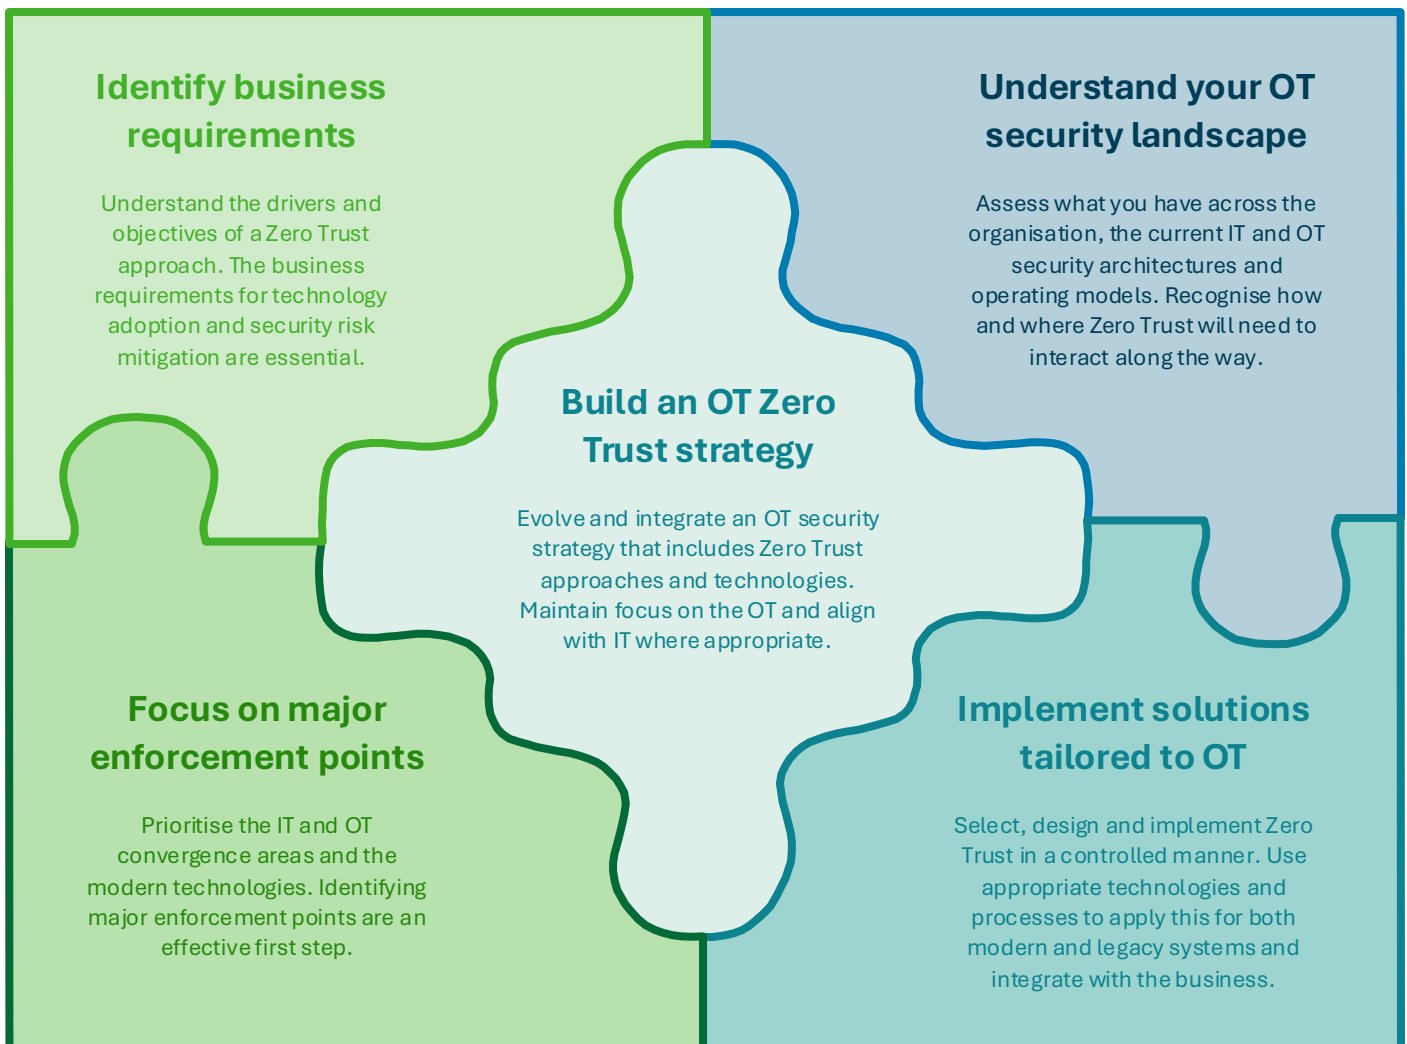 Identify business
requirements
Understand the drivers and
objectives of a Zero Trust
approach. The business
requirements for technology
adoption and security risk
mitigation are essential.
Understand your OT
security landscape
Assess what you have across the
organisation, the current IT and OT
security architectures and
operating models. Recognise how
and where Zero Trust will need to
interact along the way.
Build an OT Zero
Trust strategy
Evolve and integrate an OT security
strategy that includes Zero Trust
approaches and technologies.
Maintain focus on the OT and align
with IT where appropriate.
Focus on major
enforcement points
Prioritise the IT and OT
convergence areas and the
modern technologies. Identifying
major enforcement points are an
effective first step.
Implement solutions
tailored to OT
Select, design and implement Zero
Trust in a controlled manner. Use
appropriate technologies and
processes to apply this for both
modern and legacy systems and
integrate with the business.